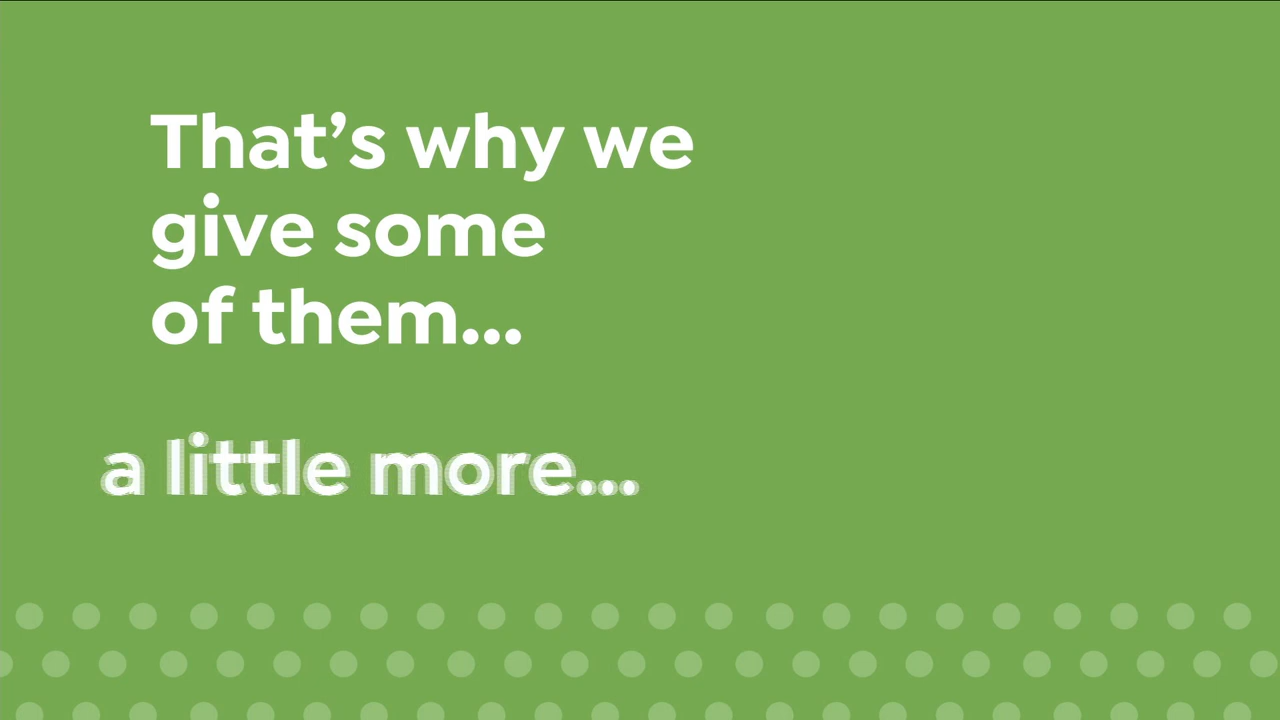 That’s why we
give some
of them...
a little more...